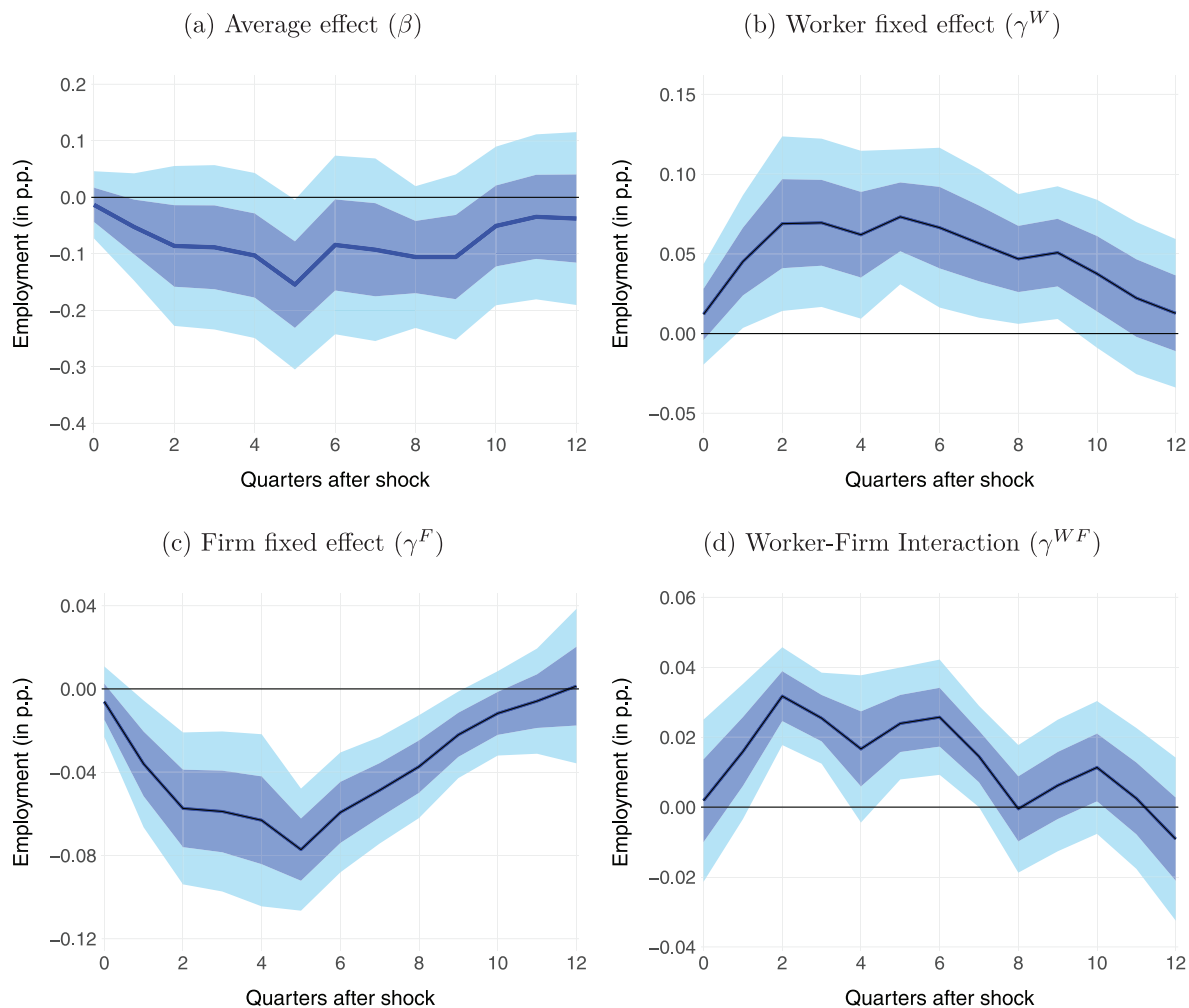 (a) Average effect (β)
Employment (in p.p.)
0.2
0.1
0.0
−0.1
−0.2
−0.3
−0.4
0 2 4 6 8 10 12
Quarters after shock
(b) Worker fixed effect (γ^W)
Employment (in p.p.)
0.15
0.10
0.05
0.00
−0.05
0 2 4 6 8 10 12
Quarters after shock
(c) Firm fixed effect (γ^F)
Employment (in p.p.)
0.04
0.00
−0.04
−0.08
−0.12
0 2 4 6 8 10 12
Quarters after shock
(d) Worker-Firm Interaction (γ^WF)
Employment (in p.p.)
0.06
0.04
0.02
0.00
−0.02
−0.04
0 2 4 6 8 10 12
Quarters after shock